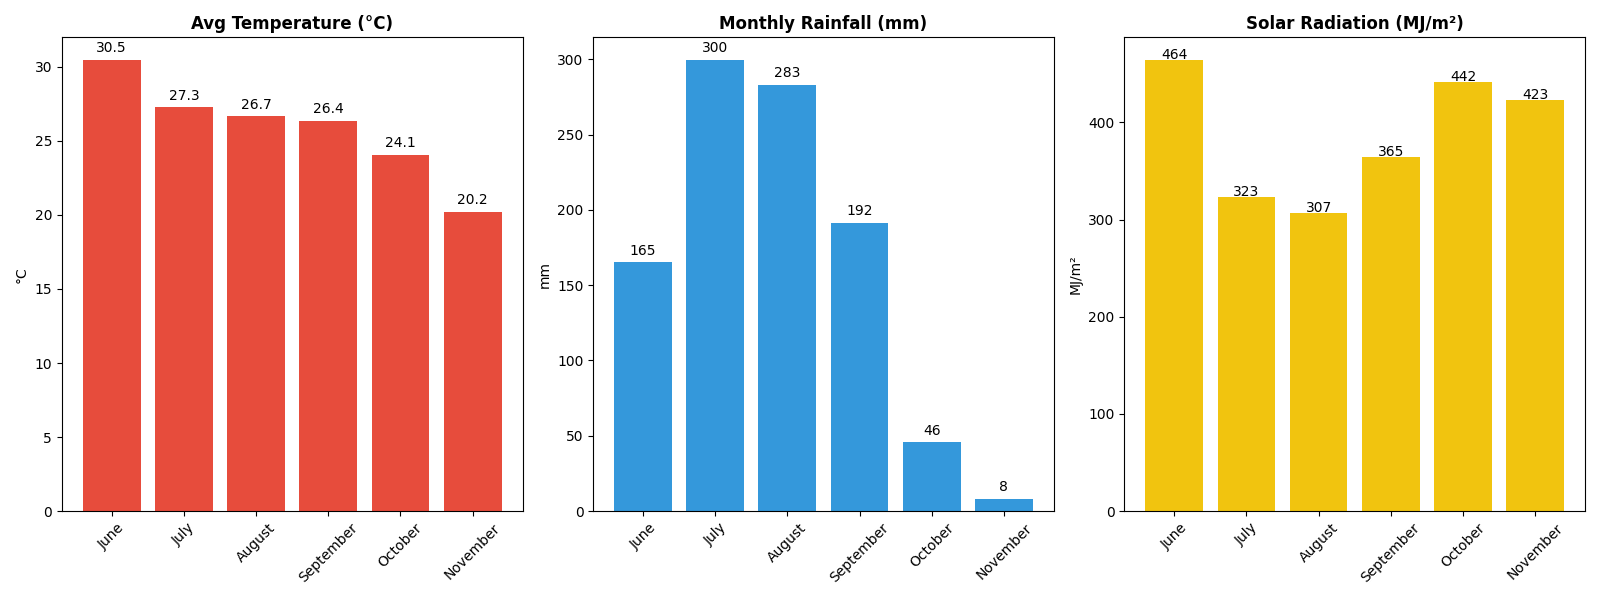 Avg Temperature (°C)
30.5
27.3
26.7
26.4
24.1
20.2
30
25
20
15
10
5
0
°C
June
July
August
September
October
November
Monthly Rainfall (mm)
165
300
283
192
46
8
300
250
200
150
100
50
0
mm
June
July
August
September
October
November
Solar Radiation (MJ/m²)
464
323
307
365
442
423
400
300
200
100
0
MJ/m²
June
July
August
September
October
November